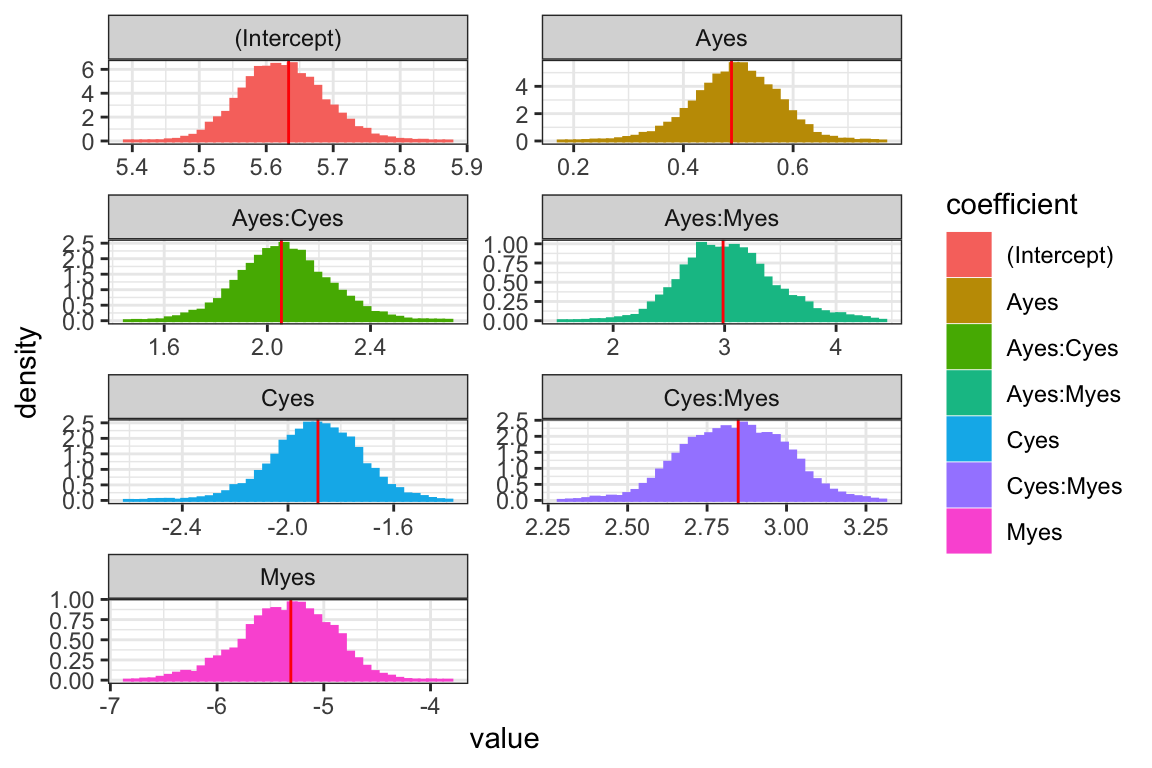 (Intercept)
Ayes
6
4
2
0
4
2
0
5.4 5.5 5.6 5.7 5.8 5.9
0.2 0.4 0.6
Ayes:Cyes
Ayes:Myes
2.5
2.0
1.5
1.0
0.5
0.0
1.00
0.75
0.50
0.25
0.00
1.6 2.0 2.4
2 3 4
Cyes
Cyes:Myes
2.5
2.0
1.5
1.0
0.5
0.0
2.5
2.0
1.5
1.0
0.5
0.0
-2.4 -2.0 -1.6
2.25 2.50 2.75 3.00 3.25
Myes
1.00
0.75
0.50
0.25
0.00
-7 -6 -5 -4
value
density
coefficient
(Intercept)
Ayes
Ayes:Cyes
Ayes:Myes
Cyes
Cyes:Myes
Myes